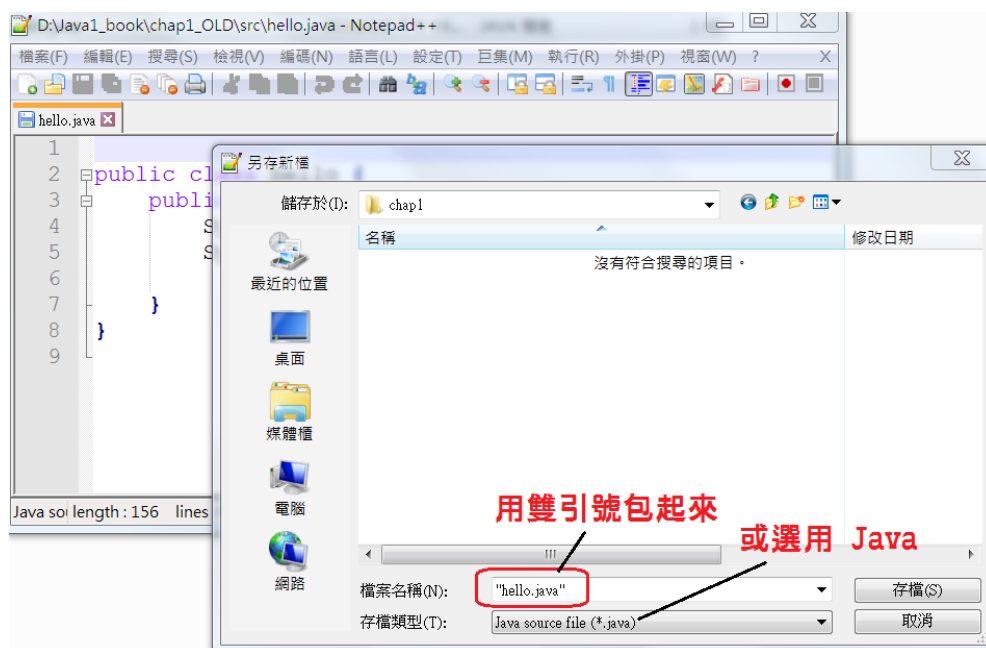 D:\Java1_book\chap1_OLD\src\hello.java - Notepad++
檔案(F) 編輯(E) 搜尋(S) 檢視(V) 編碼(N) 語言(L) 設定(T) 巨集(M) 執行(R) 外掛(P) 視窗(W) ? X
hello.java
1
2 public cl
3 publi
4 S
5 S
6
7 }
8 }
9
Java so length : 156 lines
另存新檔
儲存於(I): chap1
名稱 修改日期
沒有符合搜尋的項目。
最近的位置
桌面
媒體櫃
電腦
網路
用雙引號包起來
或選用 Java
檔案名稱(N): "hello.java" 存檔(S)
存檔類型(T): Java source file (*.java) 取消